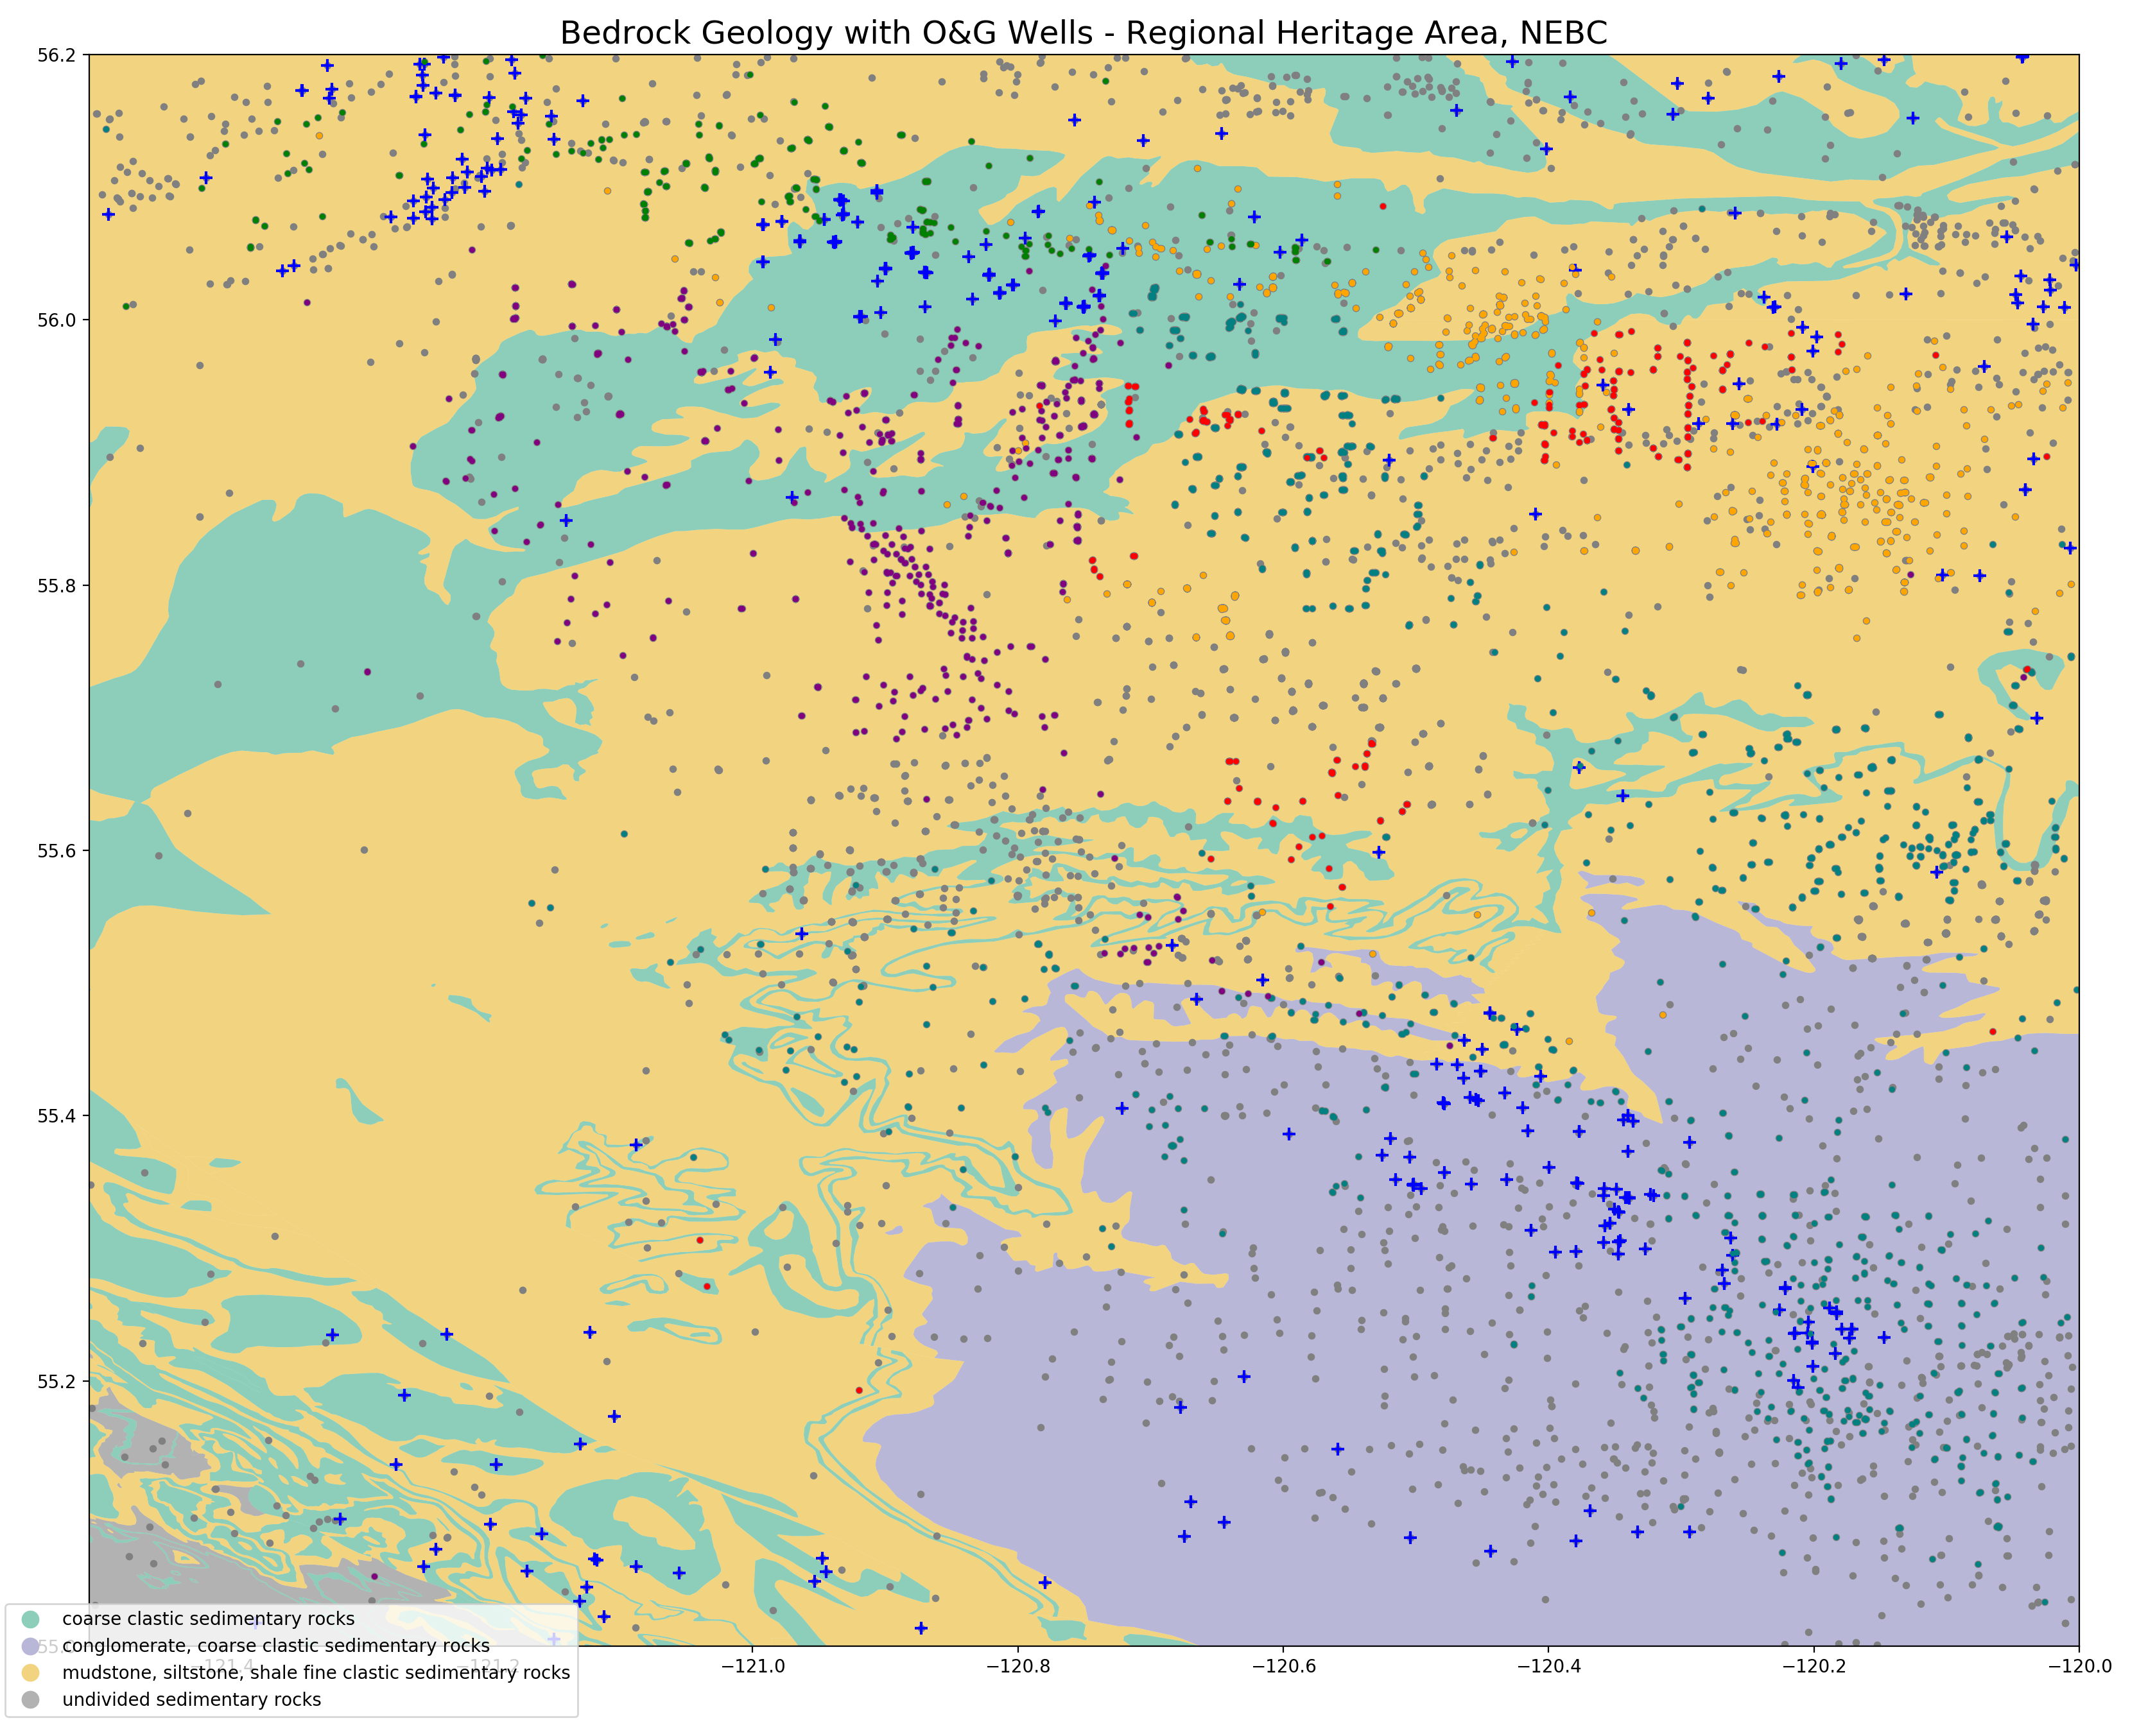 Bedrock Geology with O&G Wells - Regional Heritage Area, NEBC
56.2
56.0
55.8
55.6
55.4
55.2
coarse clastic sedimentary rocks
conglomerate, coarse clastic sedimentary rocks
mudstone, siltstone, shale fine clastic sedimentary rocks
undivided sedimentary rocks
−121.4 −121.2 −121.0 −120.8 −120.6 −120.4 −120.2 −120.0